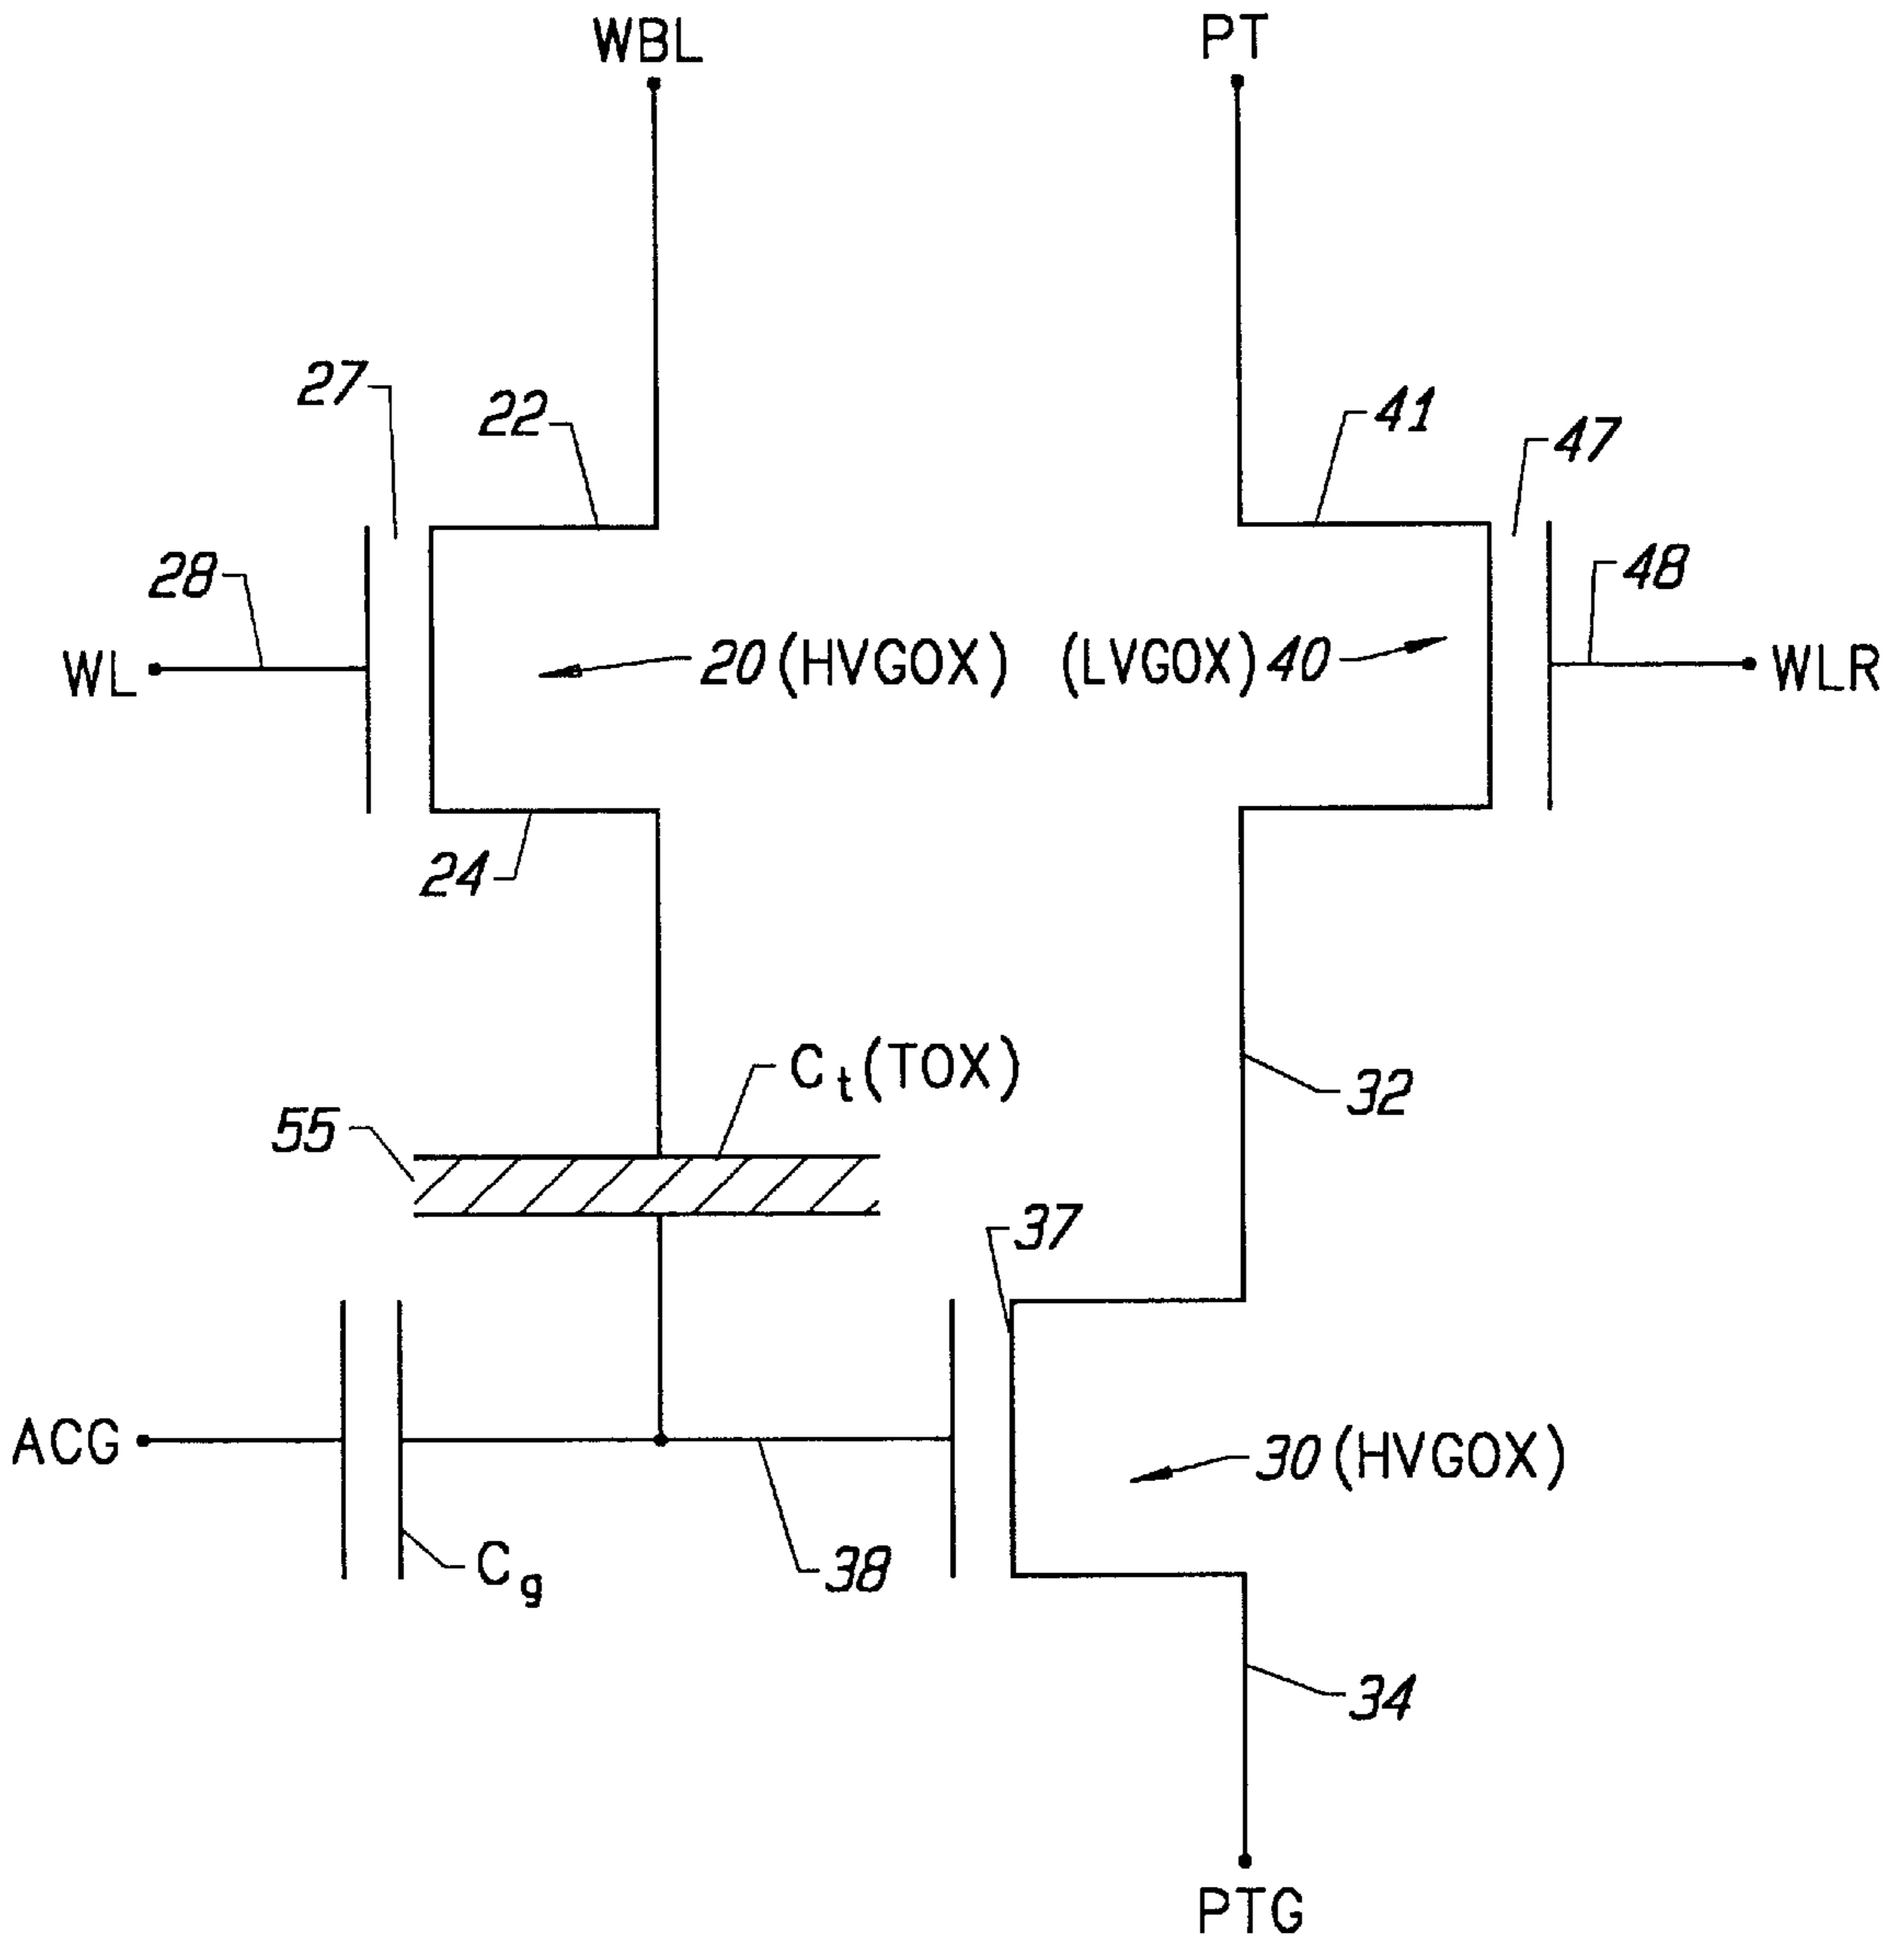 WBL
PT
27
22
41
47
28
48
WL
20 (HVGOX)
(LVGOX) 40
WLR
24
Ct (TOX)
55
32
37
ACG
30 (HVGOX)
Cg
38
34
PTG